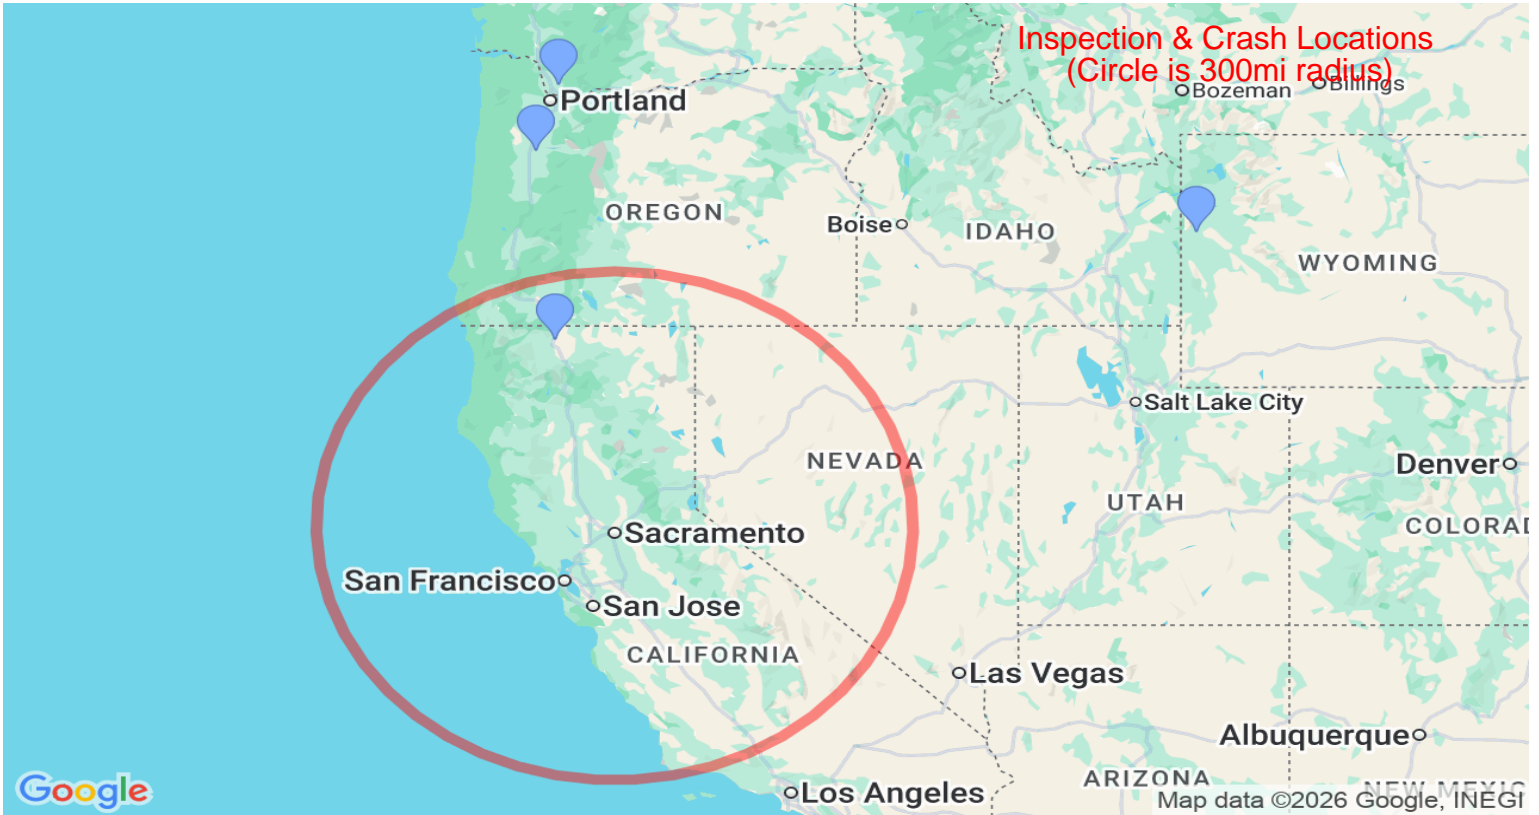 Inspection & Crash Locations
(Circle is 300mi radius)
Bozeman
Billings
Portland
OREGON
Boise
IDAHO
WYOMING
Salt Lake City
NEVADA
Denver
UTAH
COLORAD
Sacramento
San Francisco
San Jose
CALIFORNIA
Las Vegas
Albuquerque
ARIZONA
NEW MEXIC
Los Angeles
Google
Map data ©2026 Google, INEGI